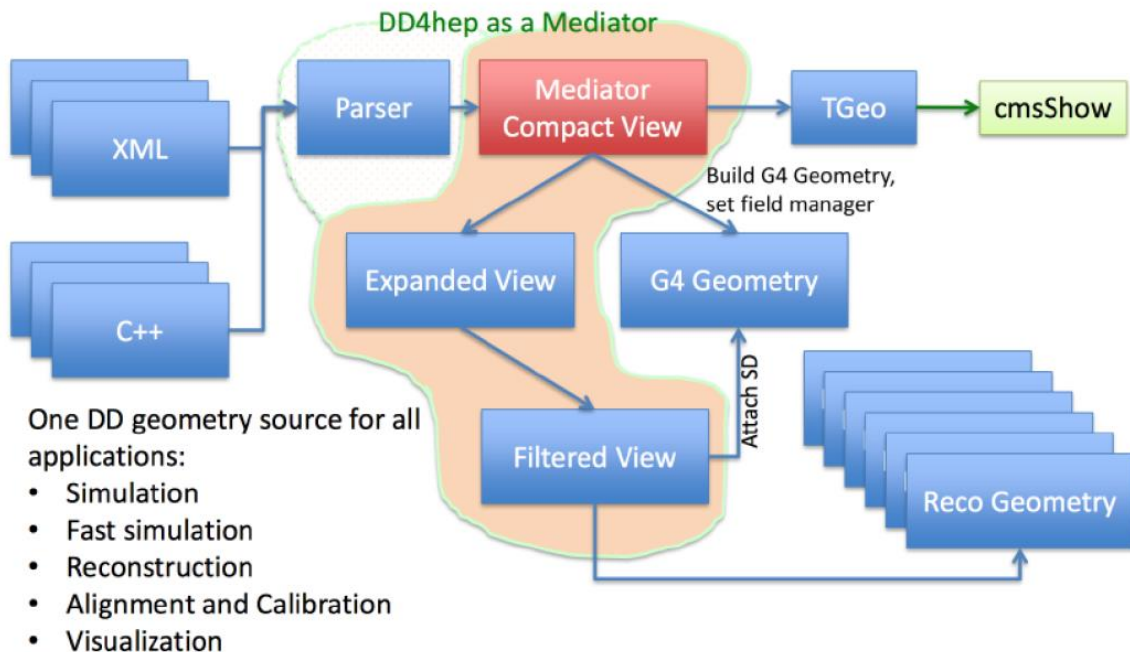 DD4hep as a Mediator
XML
Parser
Mediator
Compact View
TGeo
cmsShow
Build G4 Geometry,
set field manager
C++
Expanded View
G4 Geometry
Attach SD
Filtered View
Reco Geometry
One DD geometry source for all
applications:
• Simulation
• Fast simulation
• Reconstruction
• Alignment and Calibration
• Visualization